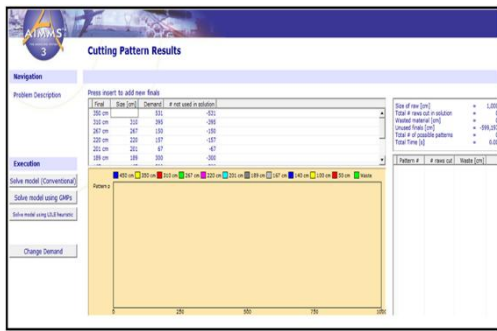 AIMMS
3
Cutting Pattern Results
Navigation
Problem Description
Press insert to add new finals
Final Size [cm] Demand # not used in solution
350 cm 531 -531
310 cm 310 395 -395
267 cm 267 150 -150
220 cm 220 157 -157
201 cm 201 67 -67
189 cm 189 300 -300
Size of raw [cm] =
Total # raws cut in solution =
Wasted material [cm] =
Unused finals [cm] =
Total # of possible patterns =
Total Time [s] =
Pattern # # raws cut Waste [cm]
Execution
Solve model (Conventional)
Solve model using GMPs
Solve model using LSLE heuristic
Change Demand
450 cm 350 cm 310 cm 267 cm 220 cm 201 cm 189 cm 167 cm 140 cm 100 cm 50 cm Waste
Patterns
0 250 500 750